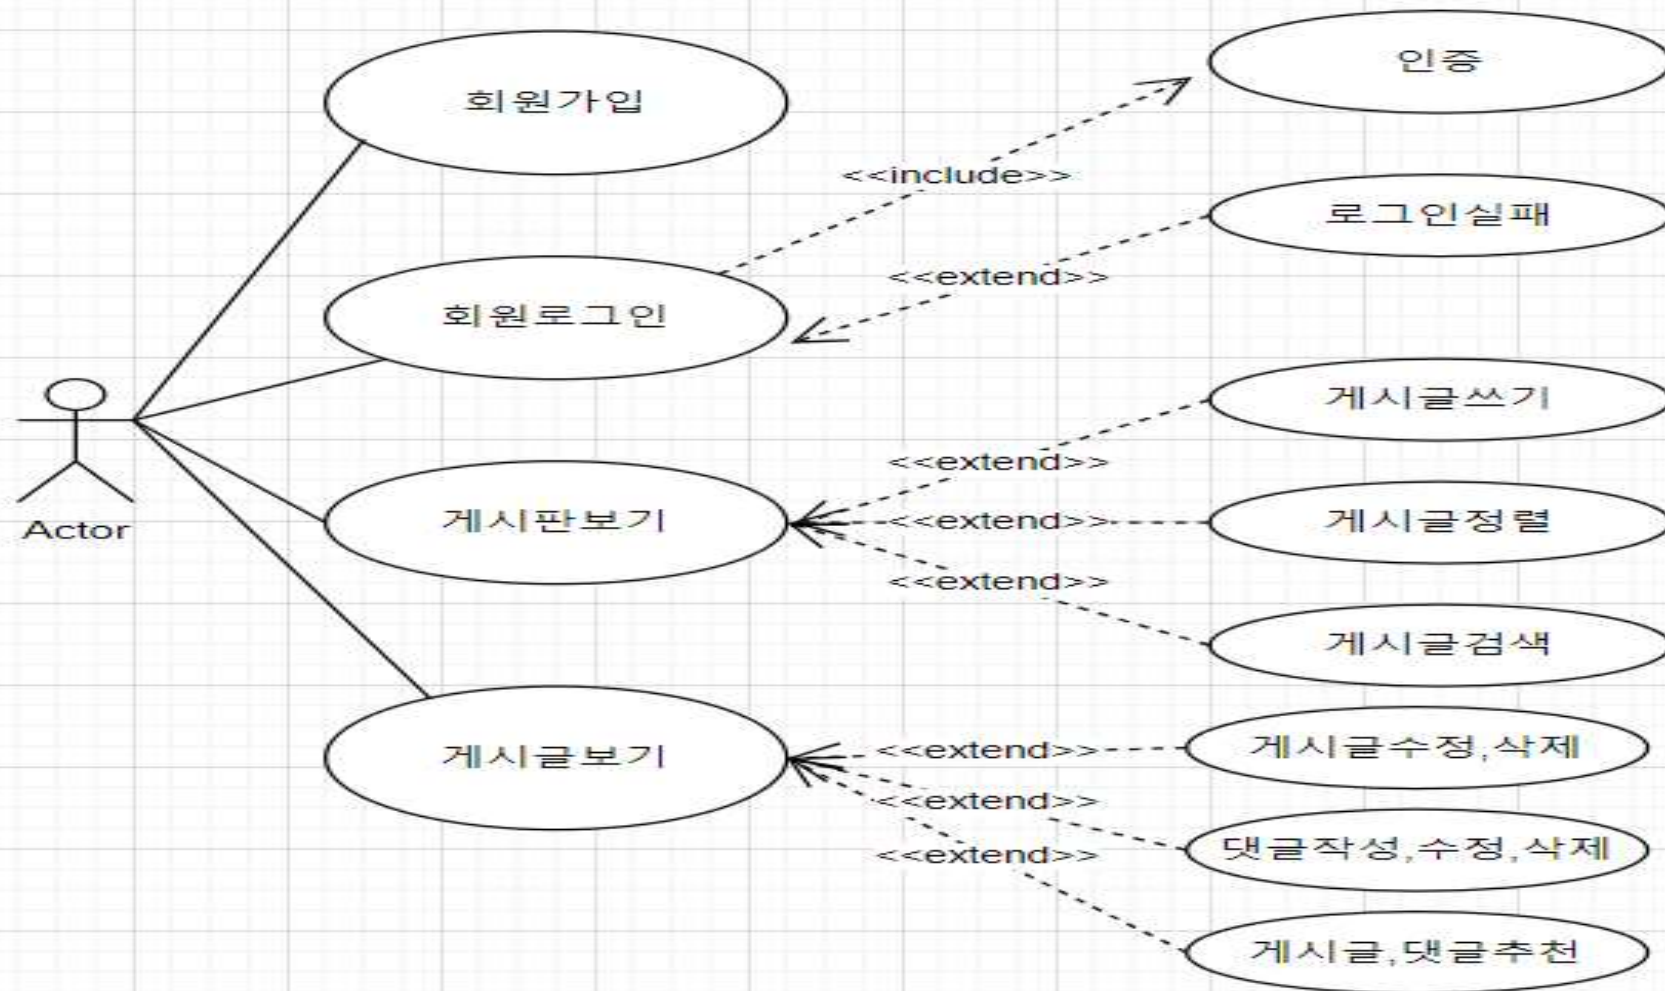 회원가입
인증
<<include>>
로그인실패
<<extend>>
회원로그인
게시글쓰기
<<extend>>
Actor
게시판보기
<<extend>>
게시글정렬
<<extend>>
게시글검색
게시글보기
<<extend>>
게시글수정,삭제
<<extend>>
댓글작성,수정,삭제
<<extend>>
게시글,댓글추천